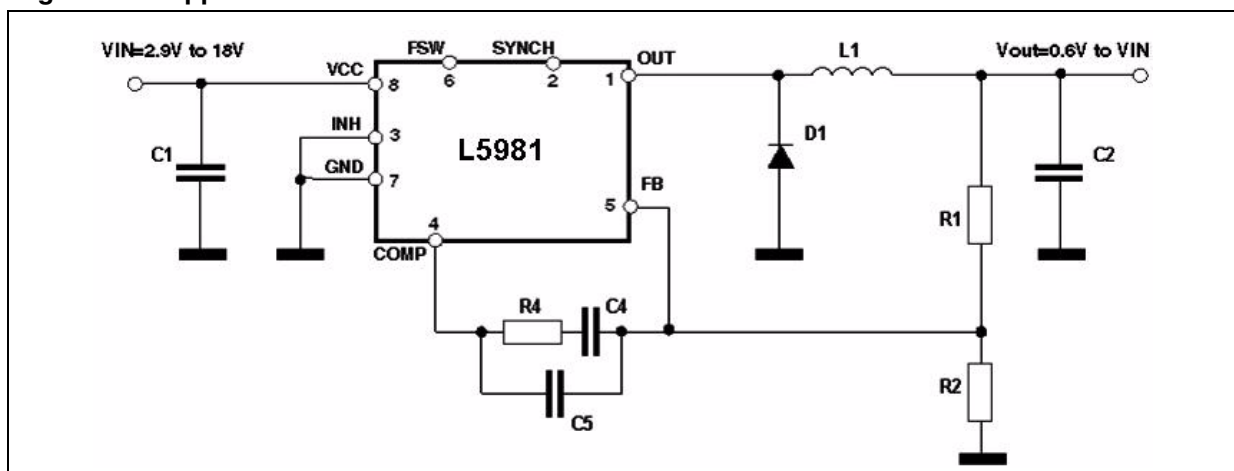 VIN=2.9V to 18V
FSW
SYNCH
OUT
L1
Vout=0.6V to VIN
VCC
8
6
2
1
INH
3
C1
L5981
D1
C2
GND
7
FB
5
R1
4
COMP
R4
C4
C5
R2